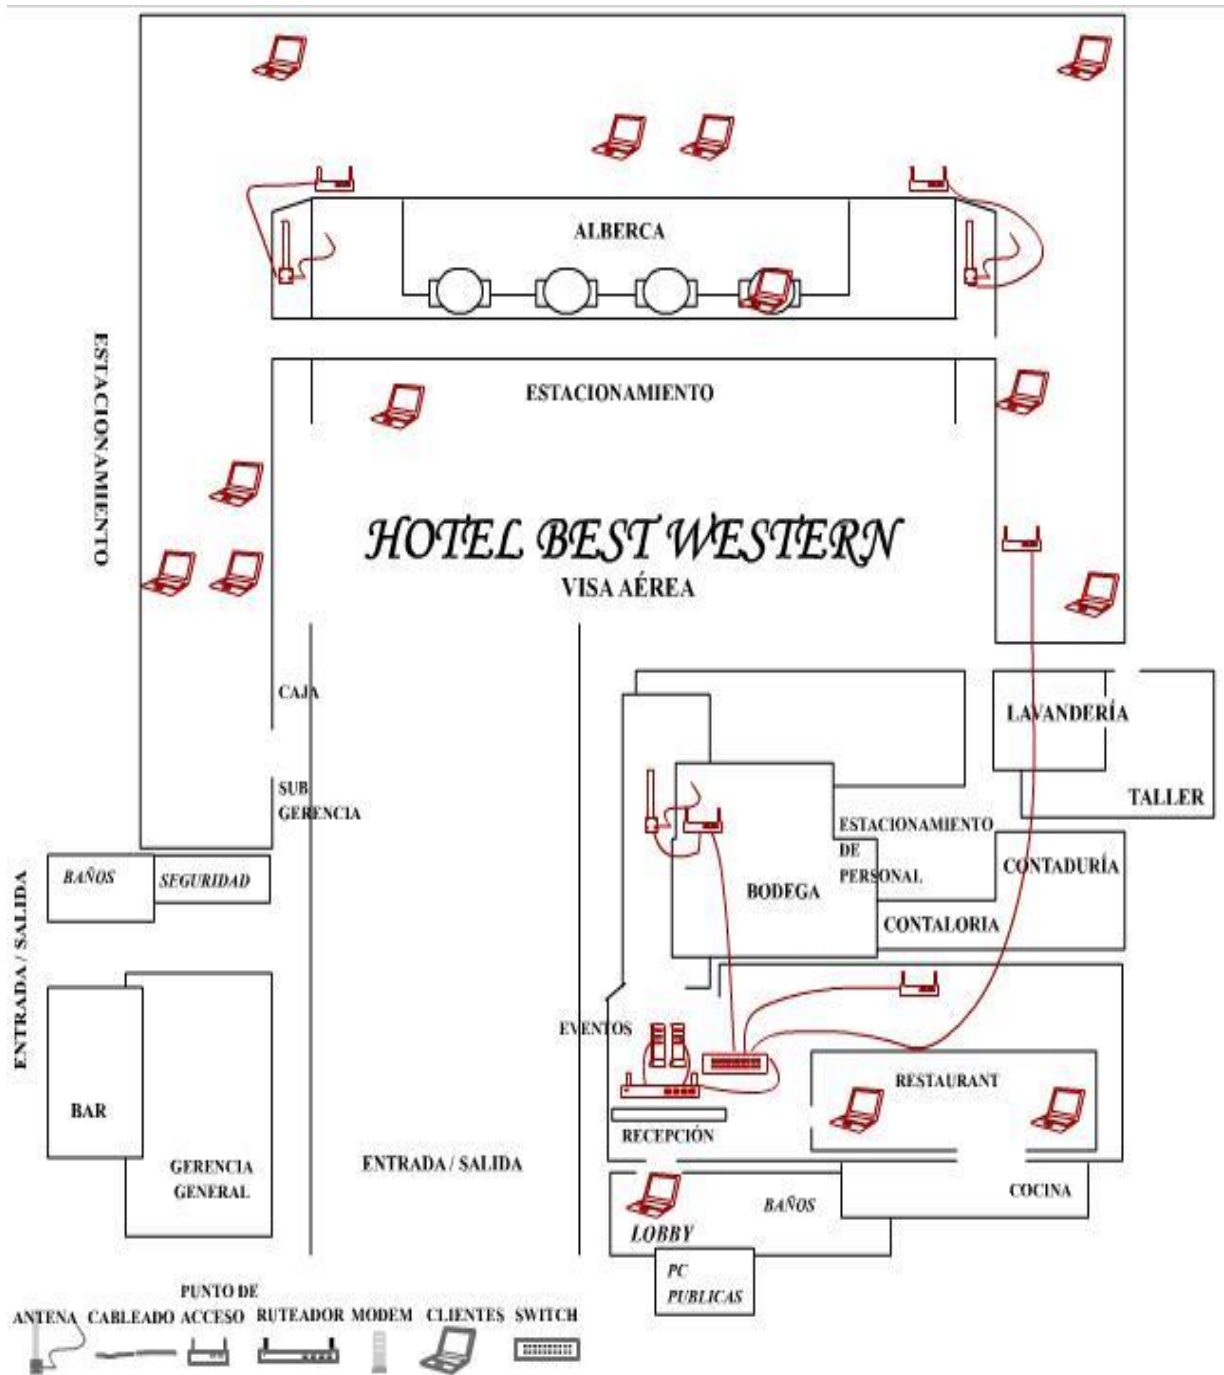 ALBERCA
ESTACIONAMIENTO
ESTACIONAMIENTO
HOTEL BEST WESTERN
VISA AÉREA
CAJA
SUB
GERENCIA
LAVANDERÍA
TALLER
ESTACIONAMIENTO
DE
PERSONAL
BODEGA
CONTADURÍA
CONTALORIA
BAÑOS
SEGURIDAD
ENTRADA / SALIDA
EVENTOS
RESTAURANT
BAR
RECEPCIÓN
GERENCIA
GENERAL
ENTRADA / SALIDA
COCINA
BAÑOS
LOBBY
PC
PUBLICAS
ANTENA
CABLEADO
PUNTO DE
ACCESO
RUTEADOR
MODEM
CLIENTES
SWITCH